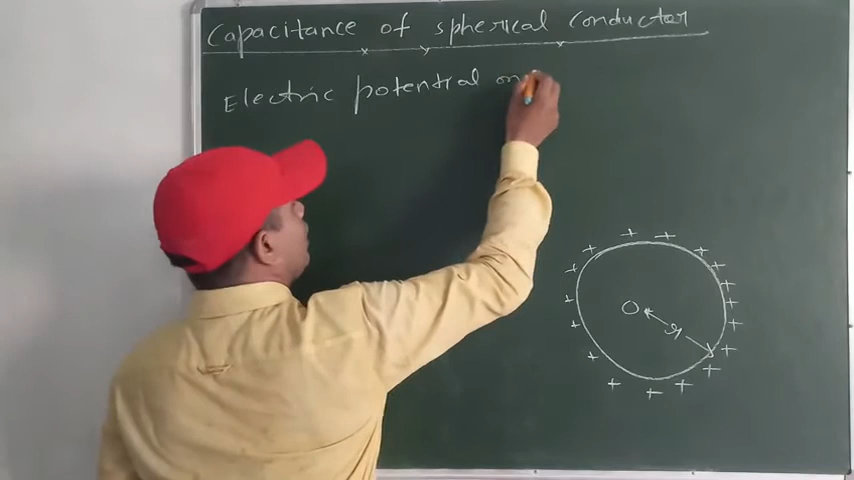 Capacitance of spherical conductor
Electric potential on
O
r